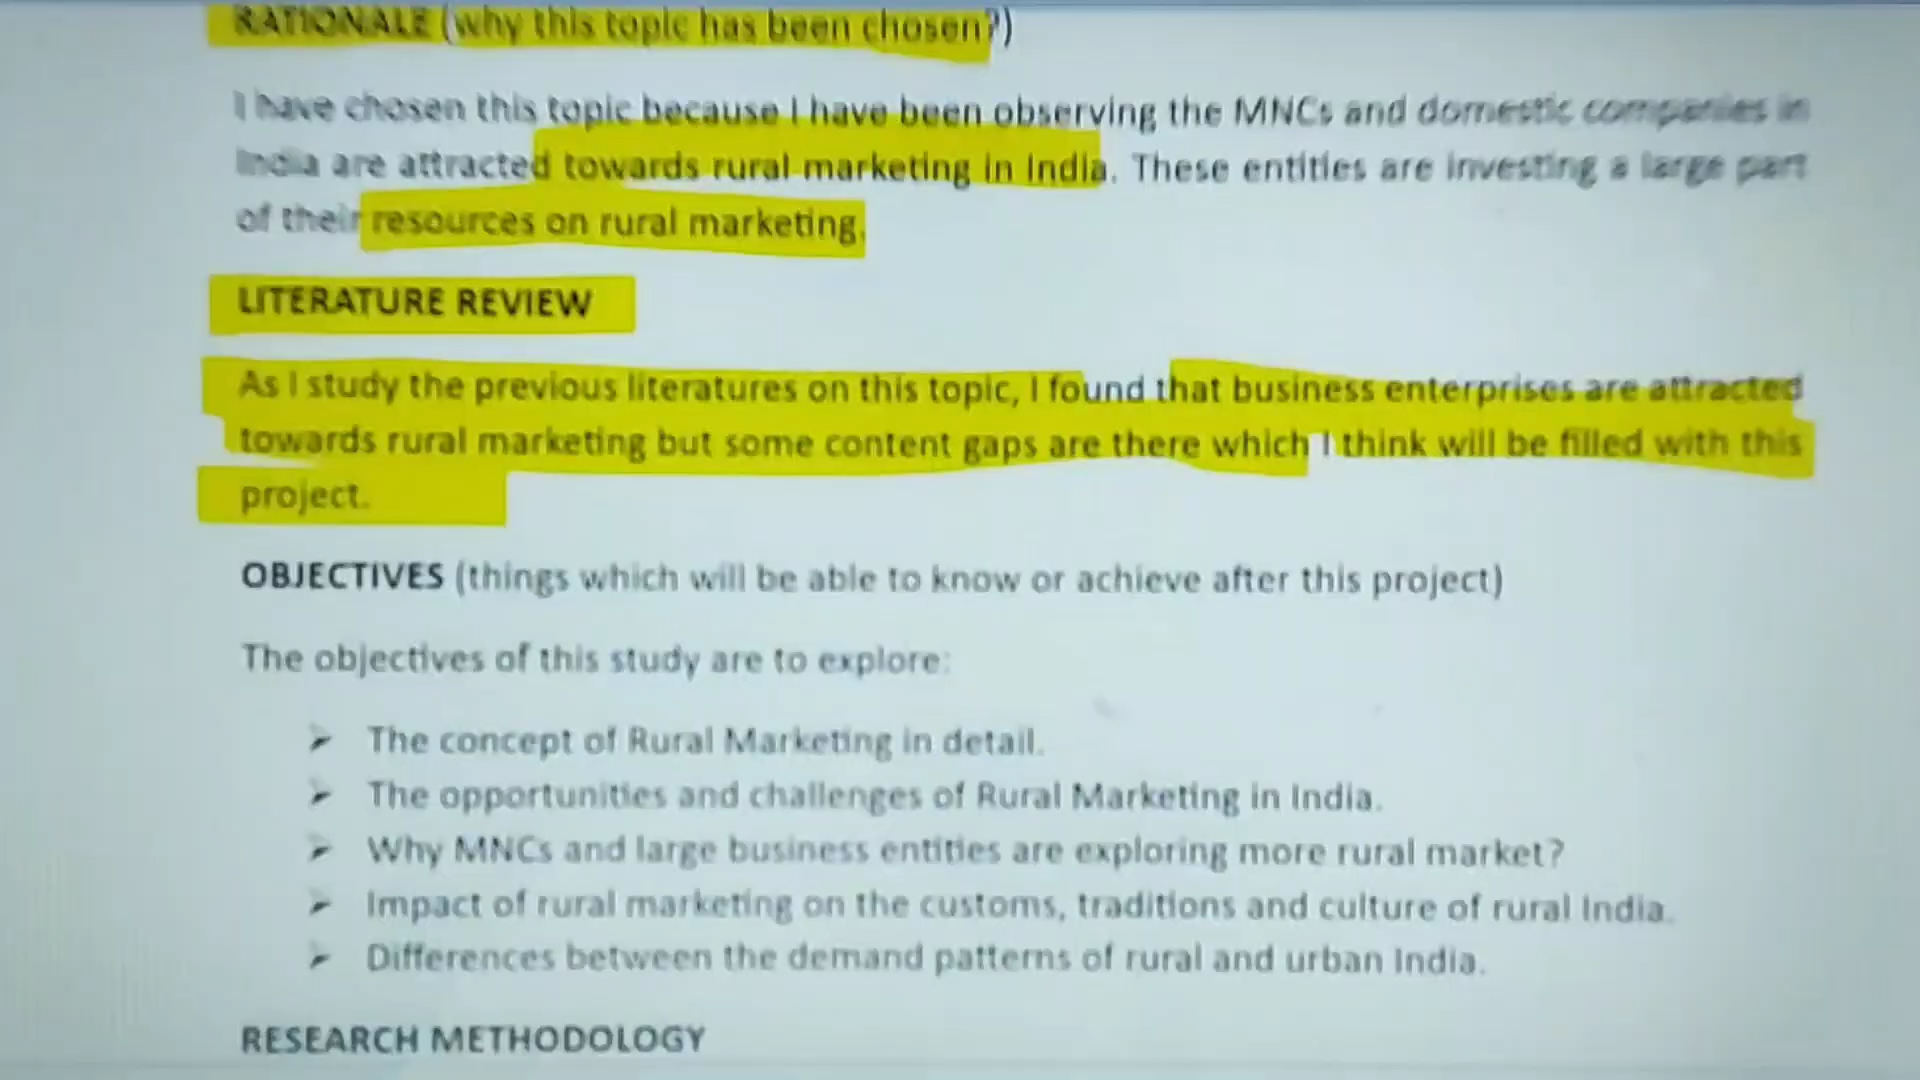 RATIONALE (why this topic has been chosen?)
I have chosen this topic because I have been observing the MNCs and domestic companies in
India are attracted towards rural marketing in India. These entities are investing a large part
of their resources on rural marketing.
LITERATURE REVIEW
As I study the previous literatures on this topic, I found that business enterprises are attracted
towards rural marketing but some content gaps are there which I think will be filled with this
project.
OBJECTIVES (things which will be able to know or achieve after this project)
The objectives of this study are to explore:
➢ The concept of Rural Marketing in detail.
➢ The opportunities and challenges of Rural Marketing in India.
➢ Why MNCs and large business entities are exploring more rural market?
➢ Impact of rural marketing on the customs, traditions and culture of rural India.
➢ Differences between the demand patterns of rural and urban India.
RESEARCH METHODOLOGY